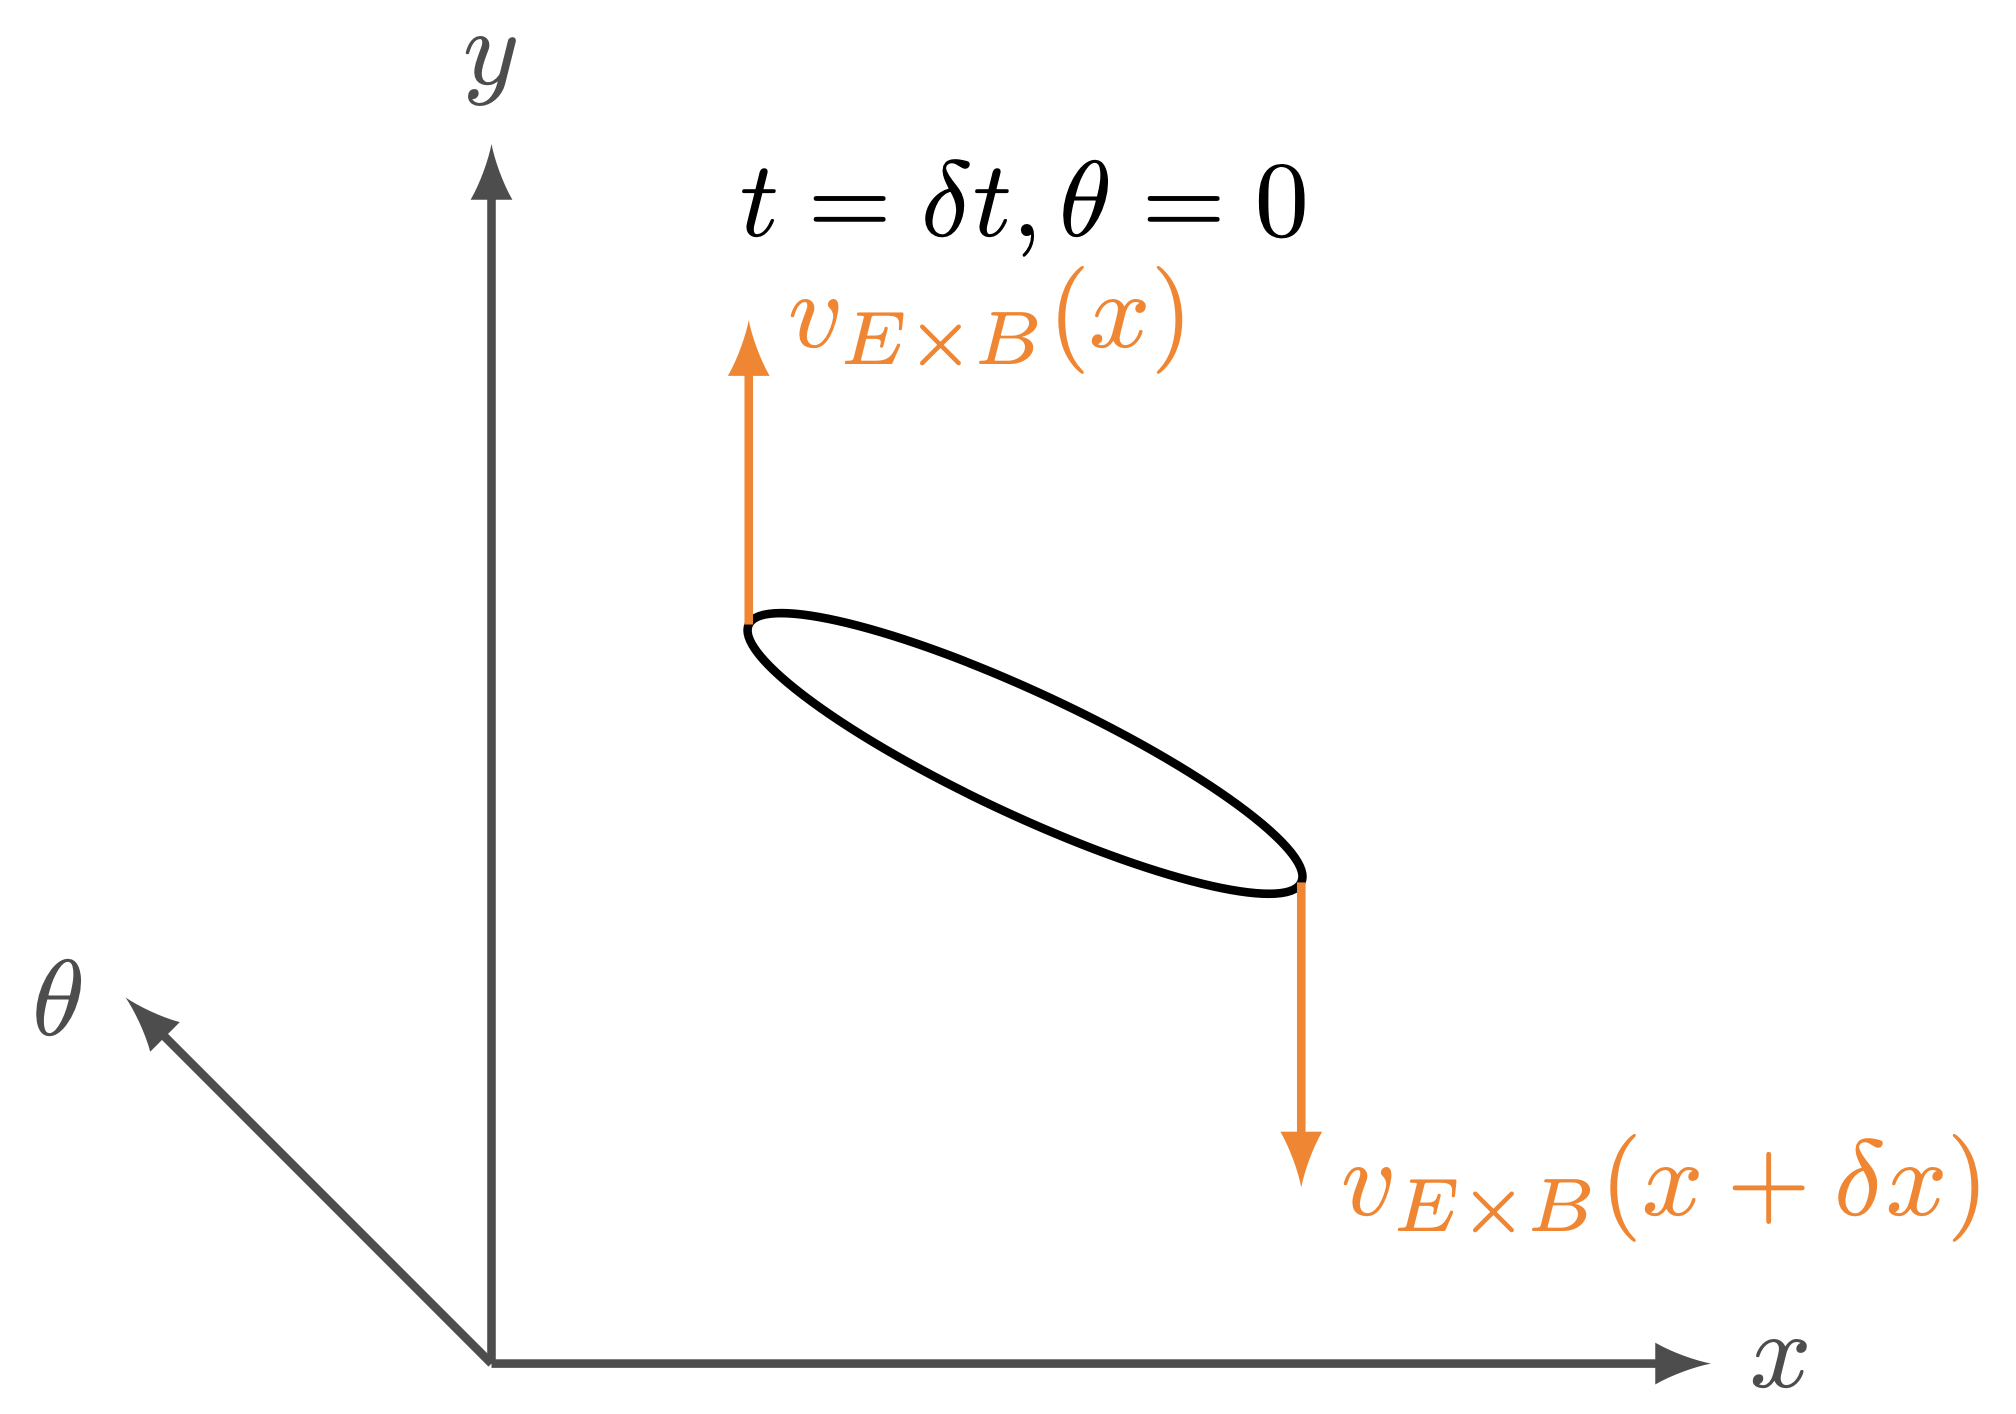 y
t = δt, θ = 0
v_{E×B}(x)
θ
v_{E×B}(x + δx)
x